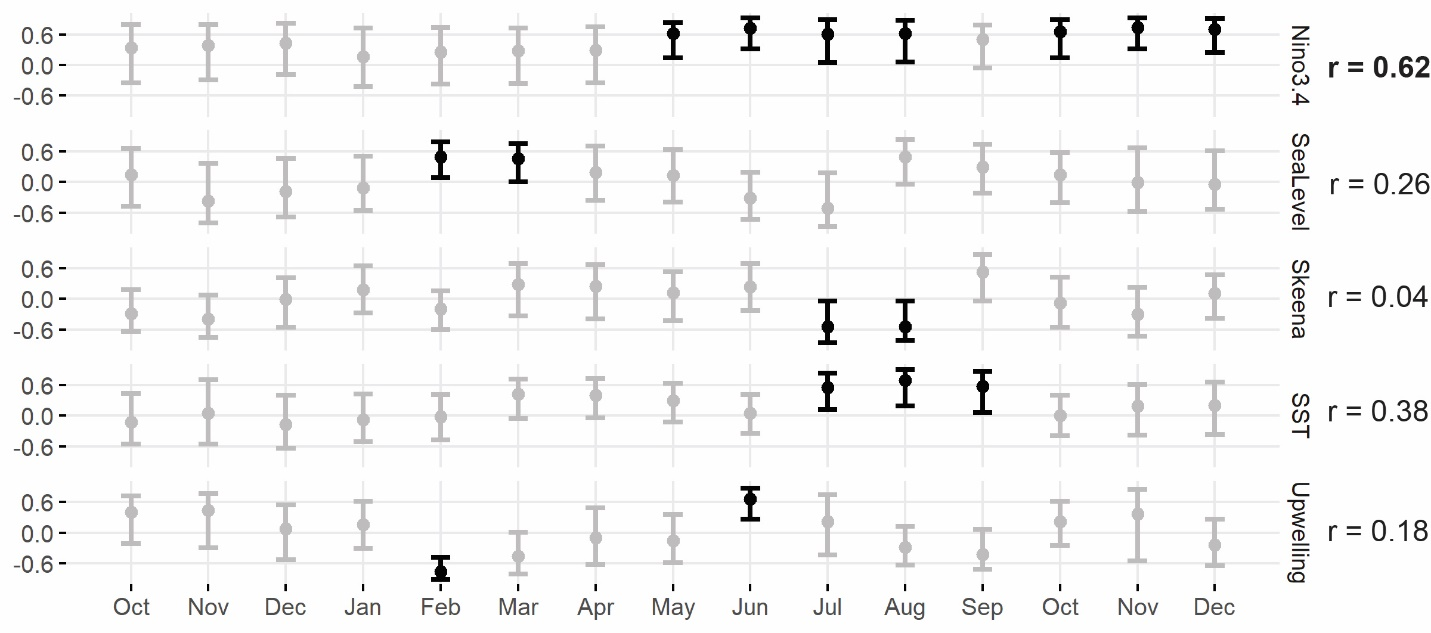 0.6
0.0
-0.6
Nino3.4
r = 0.62
0.6
0.0
-0.6
SeaLevel
r = 0.26
0.6
0.0
-0.6
Skeena
r = 0.04
0.6
0.0
-0.6
SST
r = 0.38
0.6
0.0
-0.6
Upwelling
r = 0.18
Oct Nov Dec Jan Feb Mar Apr May Jun Jul Aug Sep Oct Nov Dec